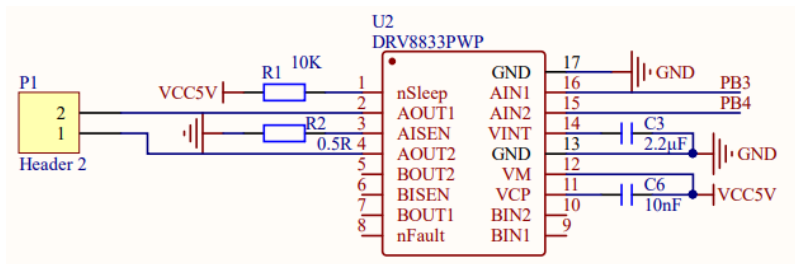 U2
DRV8833PWP
P1
2
1
Header 2
VCC5V
R1
10K
R2
0.5R
1
2
3
4
5
6
7
8
nSleep
AOUT1
AISEN
AOUT2
BOUT2
BISEN
BOUT1
nFault
GND
AIN1
AIN2
VINT
GND
VM
VCP
BIN2
BIN1
17
16
15
14
13
12
11
10
9
GND
PB3
PB4
C3
2.2μF
GND
C6
10nF
VCC5V